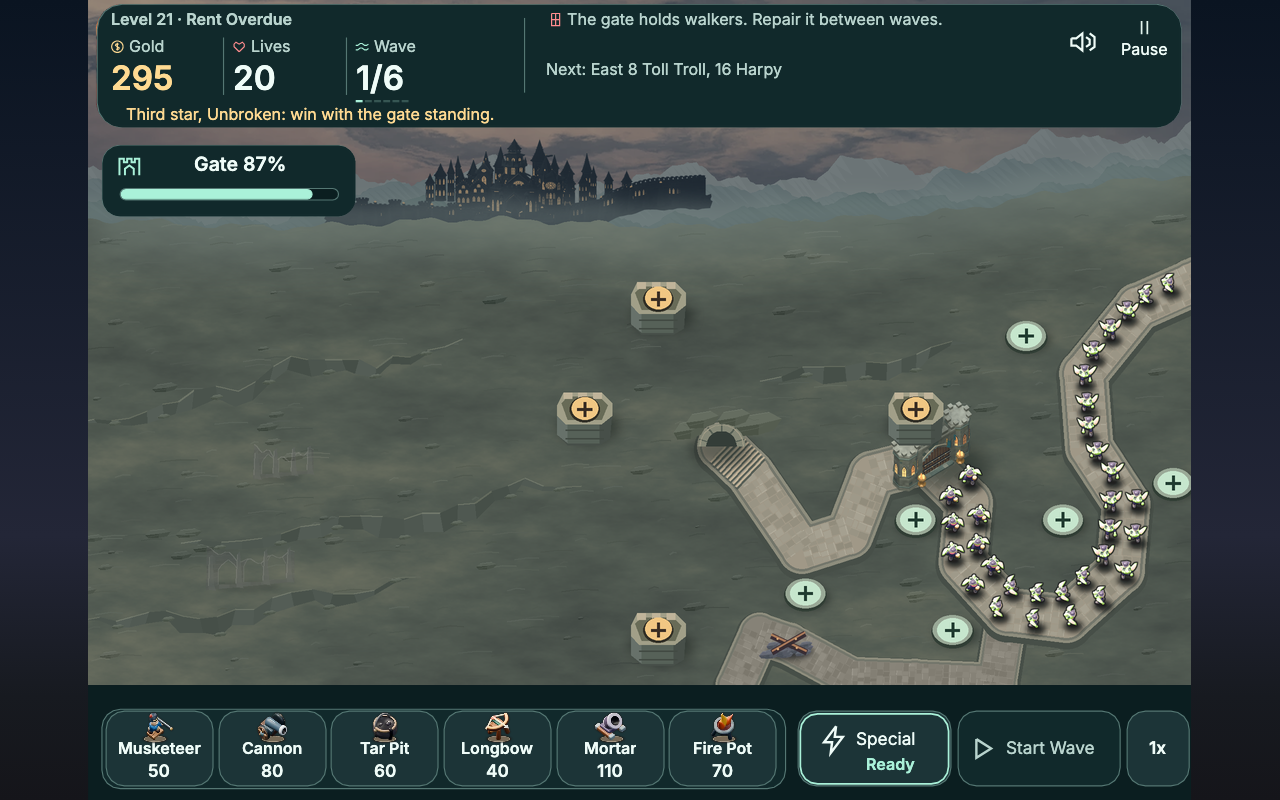 Level 21 · Rent Overdue
Gold
295
Lives
20
Wave
1/6
Third star, Unbroken: win with the gate standing.
The gate holds walkers. Repair it between waves.
Next: East 8 Toll Troll, 16 Harpy
Pause
Gate 87%
Musketeer
50
Cannon
80
Tar Pit
60
Longbow
40
Mortar
110
Fire Pot
70
Special
Ready
Start Wave
1x